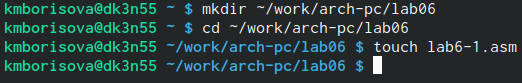 kmborisova@dk3n55 ~ $ mkdir ~/work/arch-pc/lab06
kmborisova@dk3n55 ~ $ cd ~/work/arch-pc/lab06
kmborisova@dk3n55 ~/work/arch-pc/lab06 $ touch lab6-1.asm
kmborisova@dk3n55 ~/work/arch-pc/lab06 $